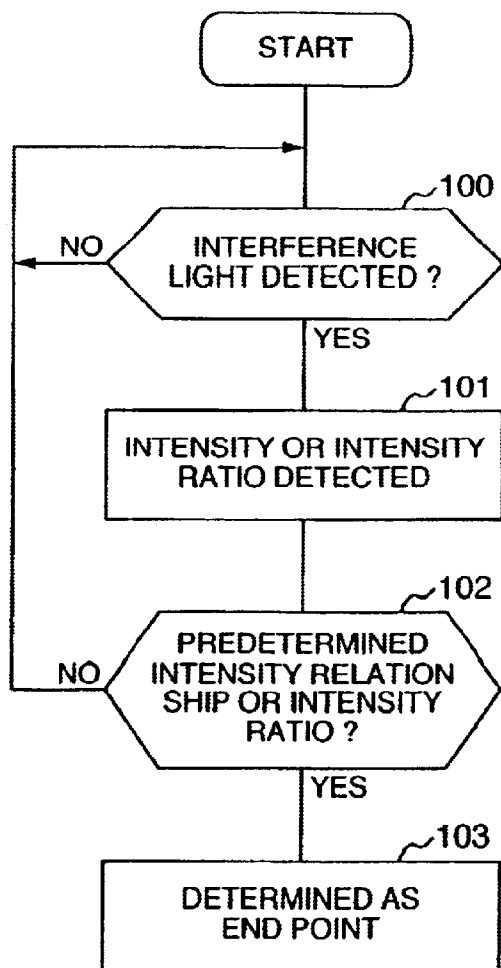 START
100
NO
INTERFERENCE
LIGHT DETECTED ?
YES
101
INTENSITY OR INTENSITY
RATIO DETECTED
102
NO
PREDETERMINED
INTENSITY RELATION
SHIP OR INTENSITY
RATIO ?
YES
103
DETERMINED AS
END POINT